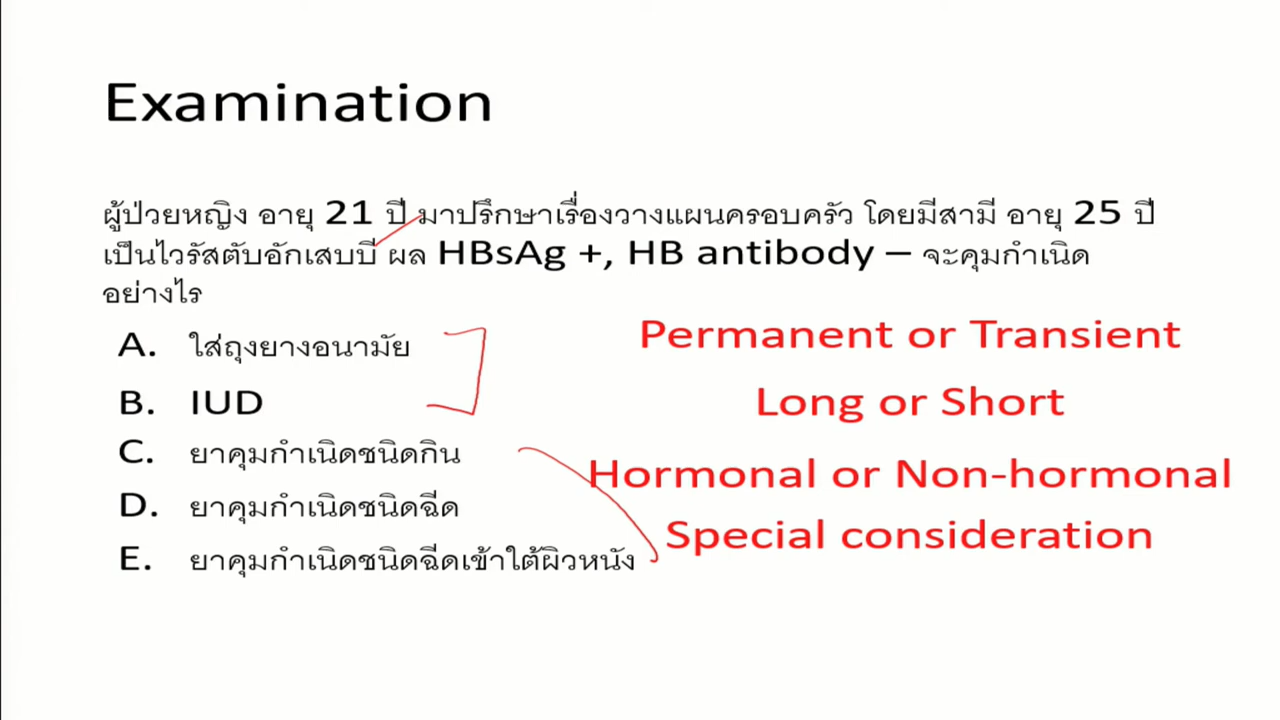 Examination
ผู้ป่วยหญิง อายุ 21 ปี มาปรึกษาเรื่องวางแผนครอบครัว โดยมีสามี อายุ 25 ปี
เป็นไวรัสตับอักเสบบี ผล HBsAg +, HB antibody – จะคุมกำเนิด
อย่างไร
A. ใส่ถุงยางอนามัย
B. IUD
C. ยาคุมกำเนิดชนิดกิน
D. ยาคุมกำเนิดชนิดฉีด
E. ยาคุมกำเนิดชนิดฉีดเข้าใต้ผิวหนัง
Permanent or Transient
Long or Short
Hormonal or Non-hormonal
Special consideration